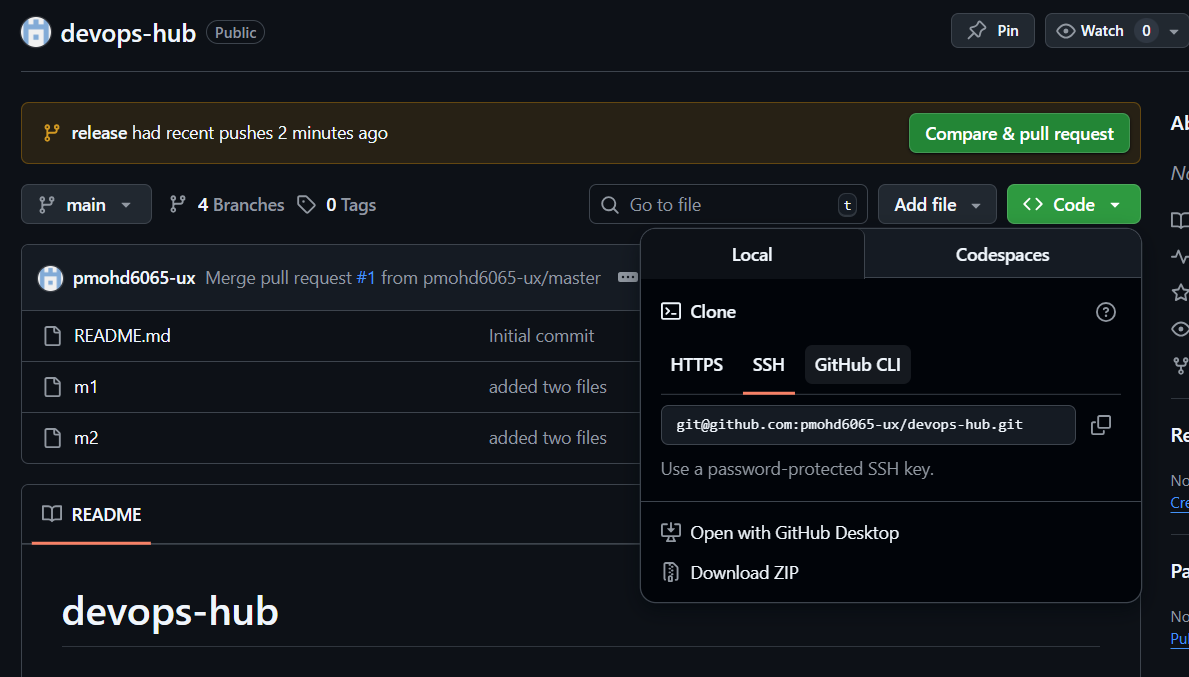 devops-hub Public Pin Watch 0
release had recent pushes 2 minutes ago Compare & pull request
main 4 Branches 0 Tags Go to file t Add file Code
pmohd6065-ux Merge pull request #1 from pmohd6065-ux/master
README.md Initial commit
m1 added two files
m2 added two files
README
devops-hub
Local Codespaces
Clone
HTTPS SSH GitHub CLI
git@github.com:pmohd6065-ux/devops-hub.git
Use a password-protected SSH key.
Open with GitHub Desktop
Download ZIP